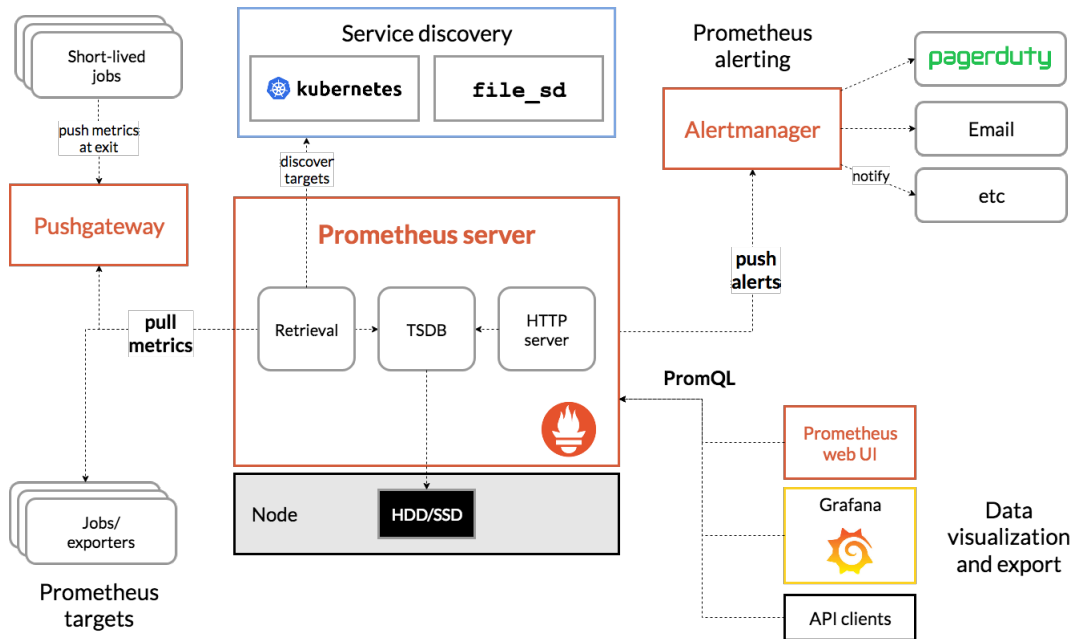 Short-lived
jobs
push metrics
at exit
Pushgateway
Service discovery
kubernetes
file_sd
discover
targets
Prometheus
alerting
Alertmanager
pagerduty
Email
notify
etc
Prometheus server
Retrieval
TSDB
HTTP
server
pull
metrics
push
alerts
PromQL
Node
HDD/SSD
Jobs/
exporters
Prometheus
targets
Prometheus
web UI
Grafana
API clients
Data
visualization
and export